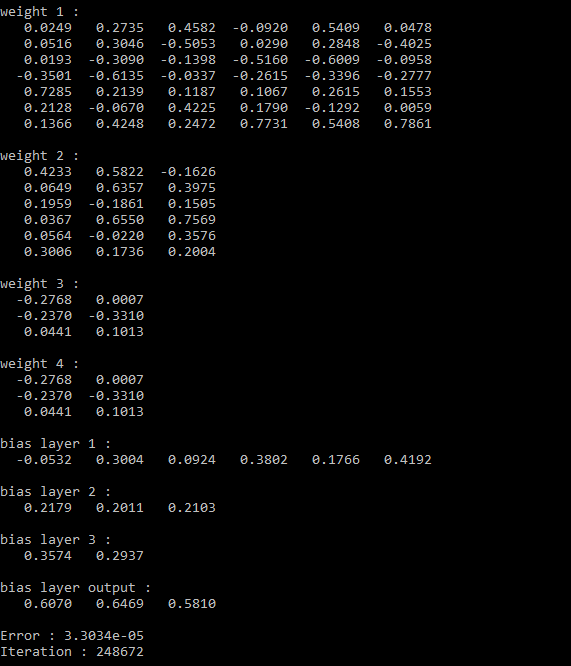 weight 1 :
0.0249 0.2735 0.4582 -0.0920 0.5409 0.0478
0.0516 0.3046 -0.5053 0.0290 0.2848 -0.4025
0.0193 -0.3090 -0.1398 -0.5160 -0.6009 -0.0958
-0.3501 -0.6135 -0.0337 -0.2615 -0.3396 -0.2777
0.7285 0.2139 0.1187 0.1067 0.2615 0.1553
0.2128 -0.0670 0.4225 0.1790 -0.1292 0.0059
0.1366 0.4248 0.2472 0.7731 0.5408 0.7861
weight 2 :
0.4233 0.5822 -0.1626
0.0649 0.6357 0.3975
0.1959 -0.1861 0.1505
0.0367 0.6550 0.7569
0.0564 -0.0220 0.3576
0.3006 0.1736 0.2004
weight 3 :
-0.2768 0.0007
-0.2370 -0.3310
0.0441 0.1013
weight 4 :
-0.2768 0.0007
-0.2370 -0.3310
0.0441 0.1013
bias layer 1 :
-0.0532 0.3004 0.0924 0.3802 0.1766 0.4192
bias layer 2 :
0.2179 0.2011 0.2103
bias layer 3 :
0.3574 0.2937
bias layer output :
0.6070 0.6469 0.5810
Error : 3.3034e-05
Iteration : 248672